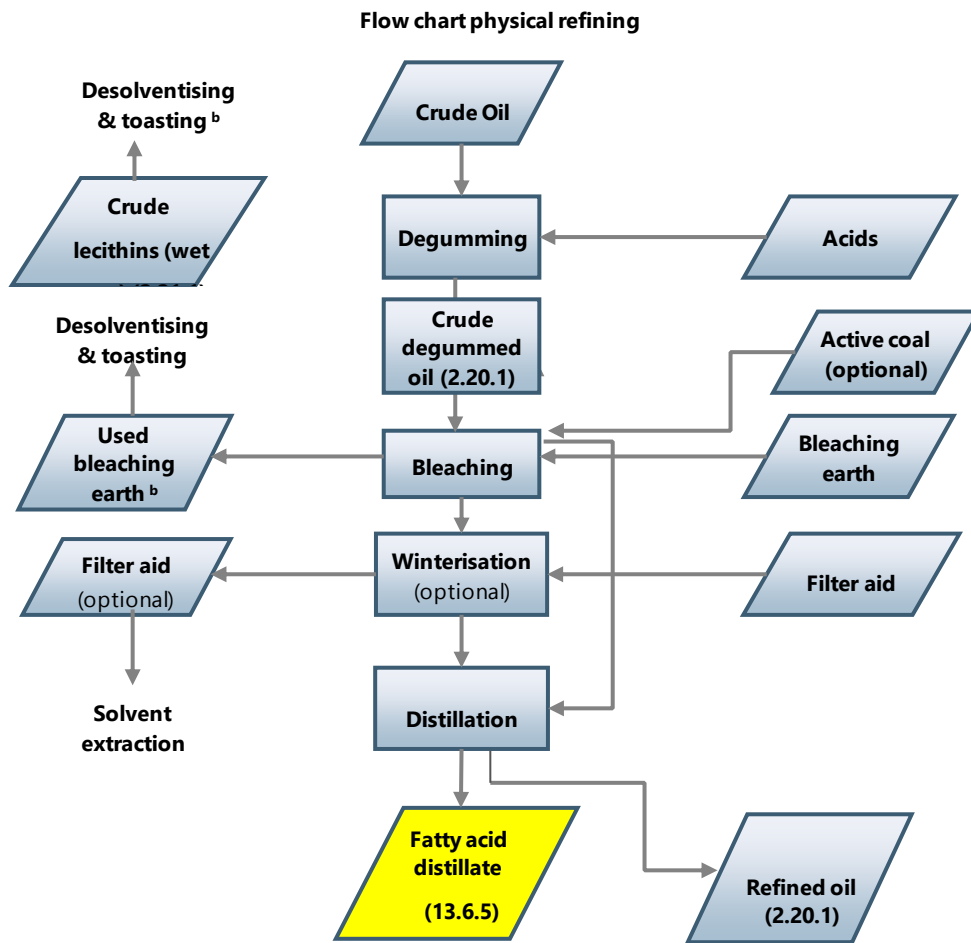 Flow chart physical refining
Desolventising
& toasting ᵇ
Crude Oil
Crude
lecithins (wet
Degumming
Acids
Desolventising
& toasting
Crude
degummed
oil (2.20.1)
Active coal
(optional)
Used
bleaching
earth ᵇ
Bleaching
Bleaching
earth
Filter aid
(optional)
Winterisation
(optional)
Filter aid
Solvent
extraction
Distillation
Fatty acid
distillate
(13.6.5)
Refined oil
(2.20.1)